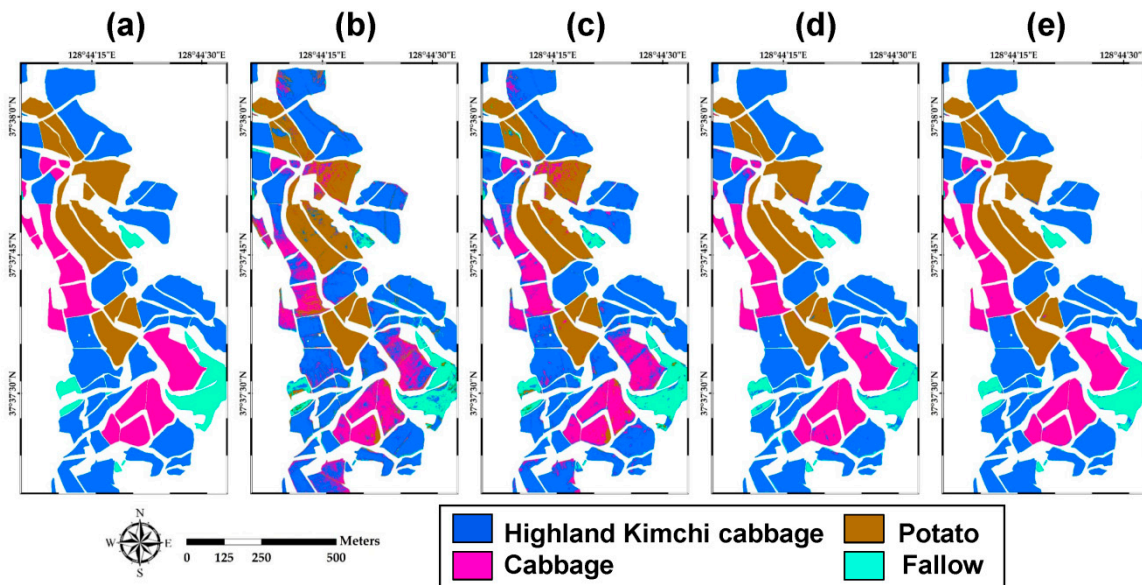 (a) (b) (c) (d) (e)
128°44'15"E 128°44'30"E 128°44'15"E 128°44'30"E 128°44'15"E 128°44'30"E 128°44'15"E 128°44'30"E 128°44'15"E 128°44'30"E
37°38'0"N 37°38'0"N 37°38'0"N 37°38'0"N 37°38'0"N
37°37'45"N 37°37'45"N 37°37'45"N 37°37'45"N 37°37'45"N
37°37'30"N 37°37'30"N 37°37'30"N 37°37'30"N 37°37'30"N
N
W E
S
Meters
0 125 250 500
Highland Kimchi cabbage Potato
Cabbage Fallow